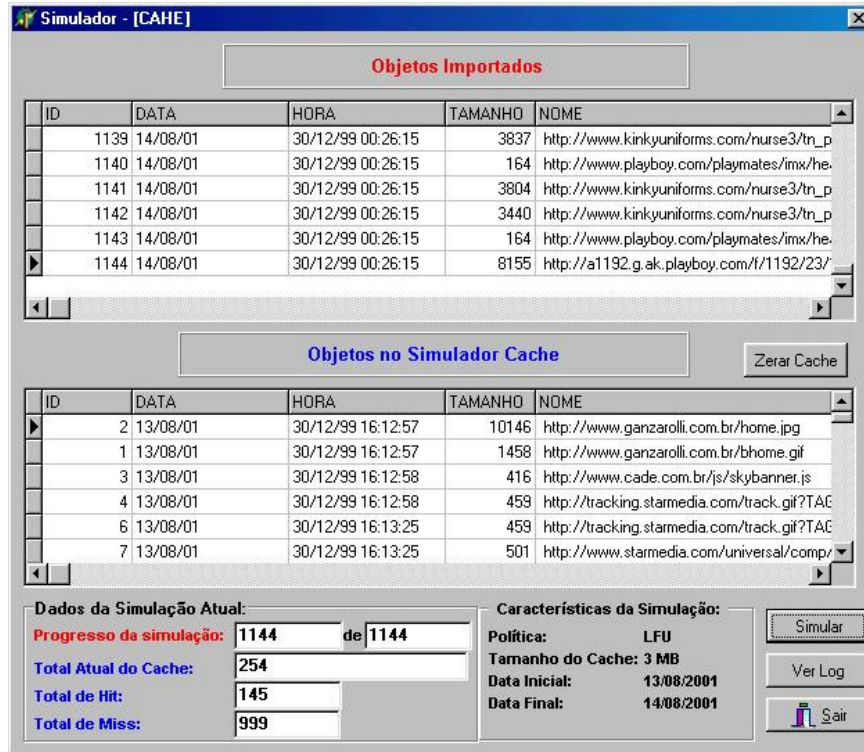 Simulador - [CAHE]
Objetos Importados
ID DATA HORA TAMANHO NOME
1139 14/08/01 30/12/99 00:26:15 3837 http://www.kinkyuniforms.com/nurse3/tn_p
1140 14/08/01 30/12/99 00:26:15 164 http://www.playboy.com/playmates/imx/he
1141 14/08/01 30/12/99 00:26:15 3804 http://www.kinkyuniforms.com/nurse3/tn_p
1142 14/08/01 30/12/99 00:26:15 3440 http://www.kinkyuniforms.com/nurse3/tn_p
1143 14/08/01 30/12/99 00:26:15 164 http://www.playboy.com/playmates/imx/he
1144 14/08/01 30/12/99 00:26:15 8155 http://a1192.g.ak.playboy.com/f/1192/23/
Objetos no Simulador Cache
Zerar Cache
ID DATA HORA TAMANHO NOME
2 13/08/01 30/12/99 16:12:57 10146 http://www.ganzarolli.com.br/home.jpg
1 13/08/01 30/12/99 16:12:57 1458 http://www.ganzarolli.com.br/bhome.gif
3 13/08/01 30/12/99 16:12:58 416 http://www.cade.com.br/js/skybanner.js
4 13/08/01 30/12/99 16:12:58 459 http://tracking.starmedia.com/track.gif?TAG
6 13/08/01 30/12/99 16:13:25 459 http://tracking.starmedia.com/track.gif?TAG
7 13/08/01 30/12/99 16:13:25 501 http://www.starmedia.com/universal/comp/
Dados da Simulação Atual:
Progresso da simulação: 1144 de 1144
Total Atual do Cache: 254
Total de Hit: 145
Total de Miss: 999
Características da Simulação:
Política: LFU
Tamanho do Cache: 3 MB
Data Inicial: 13/08/2001
Data Final: 14/08/2001
Simular
Ver Log
Sair